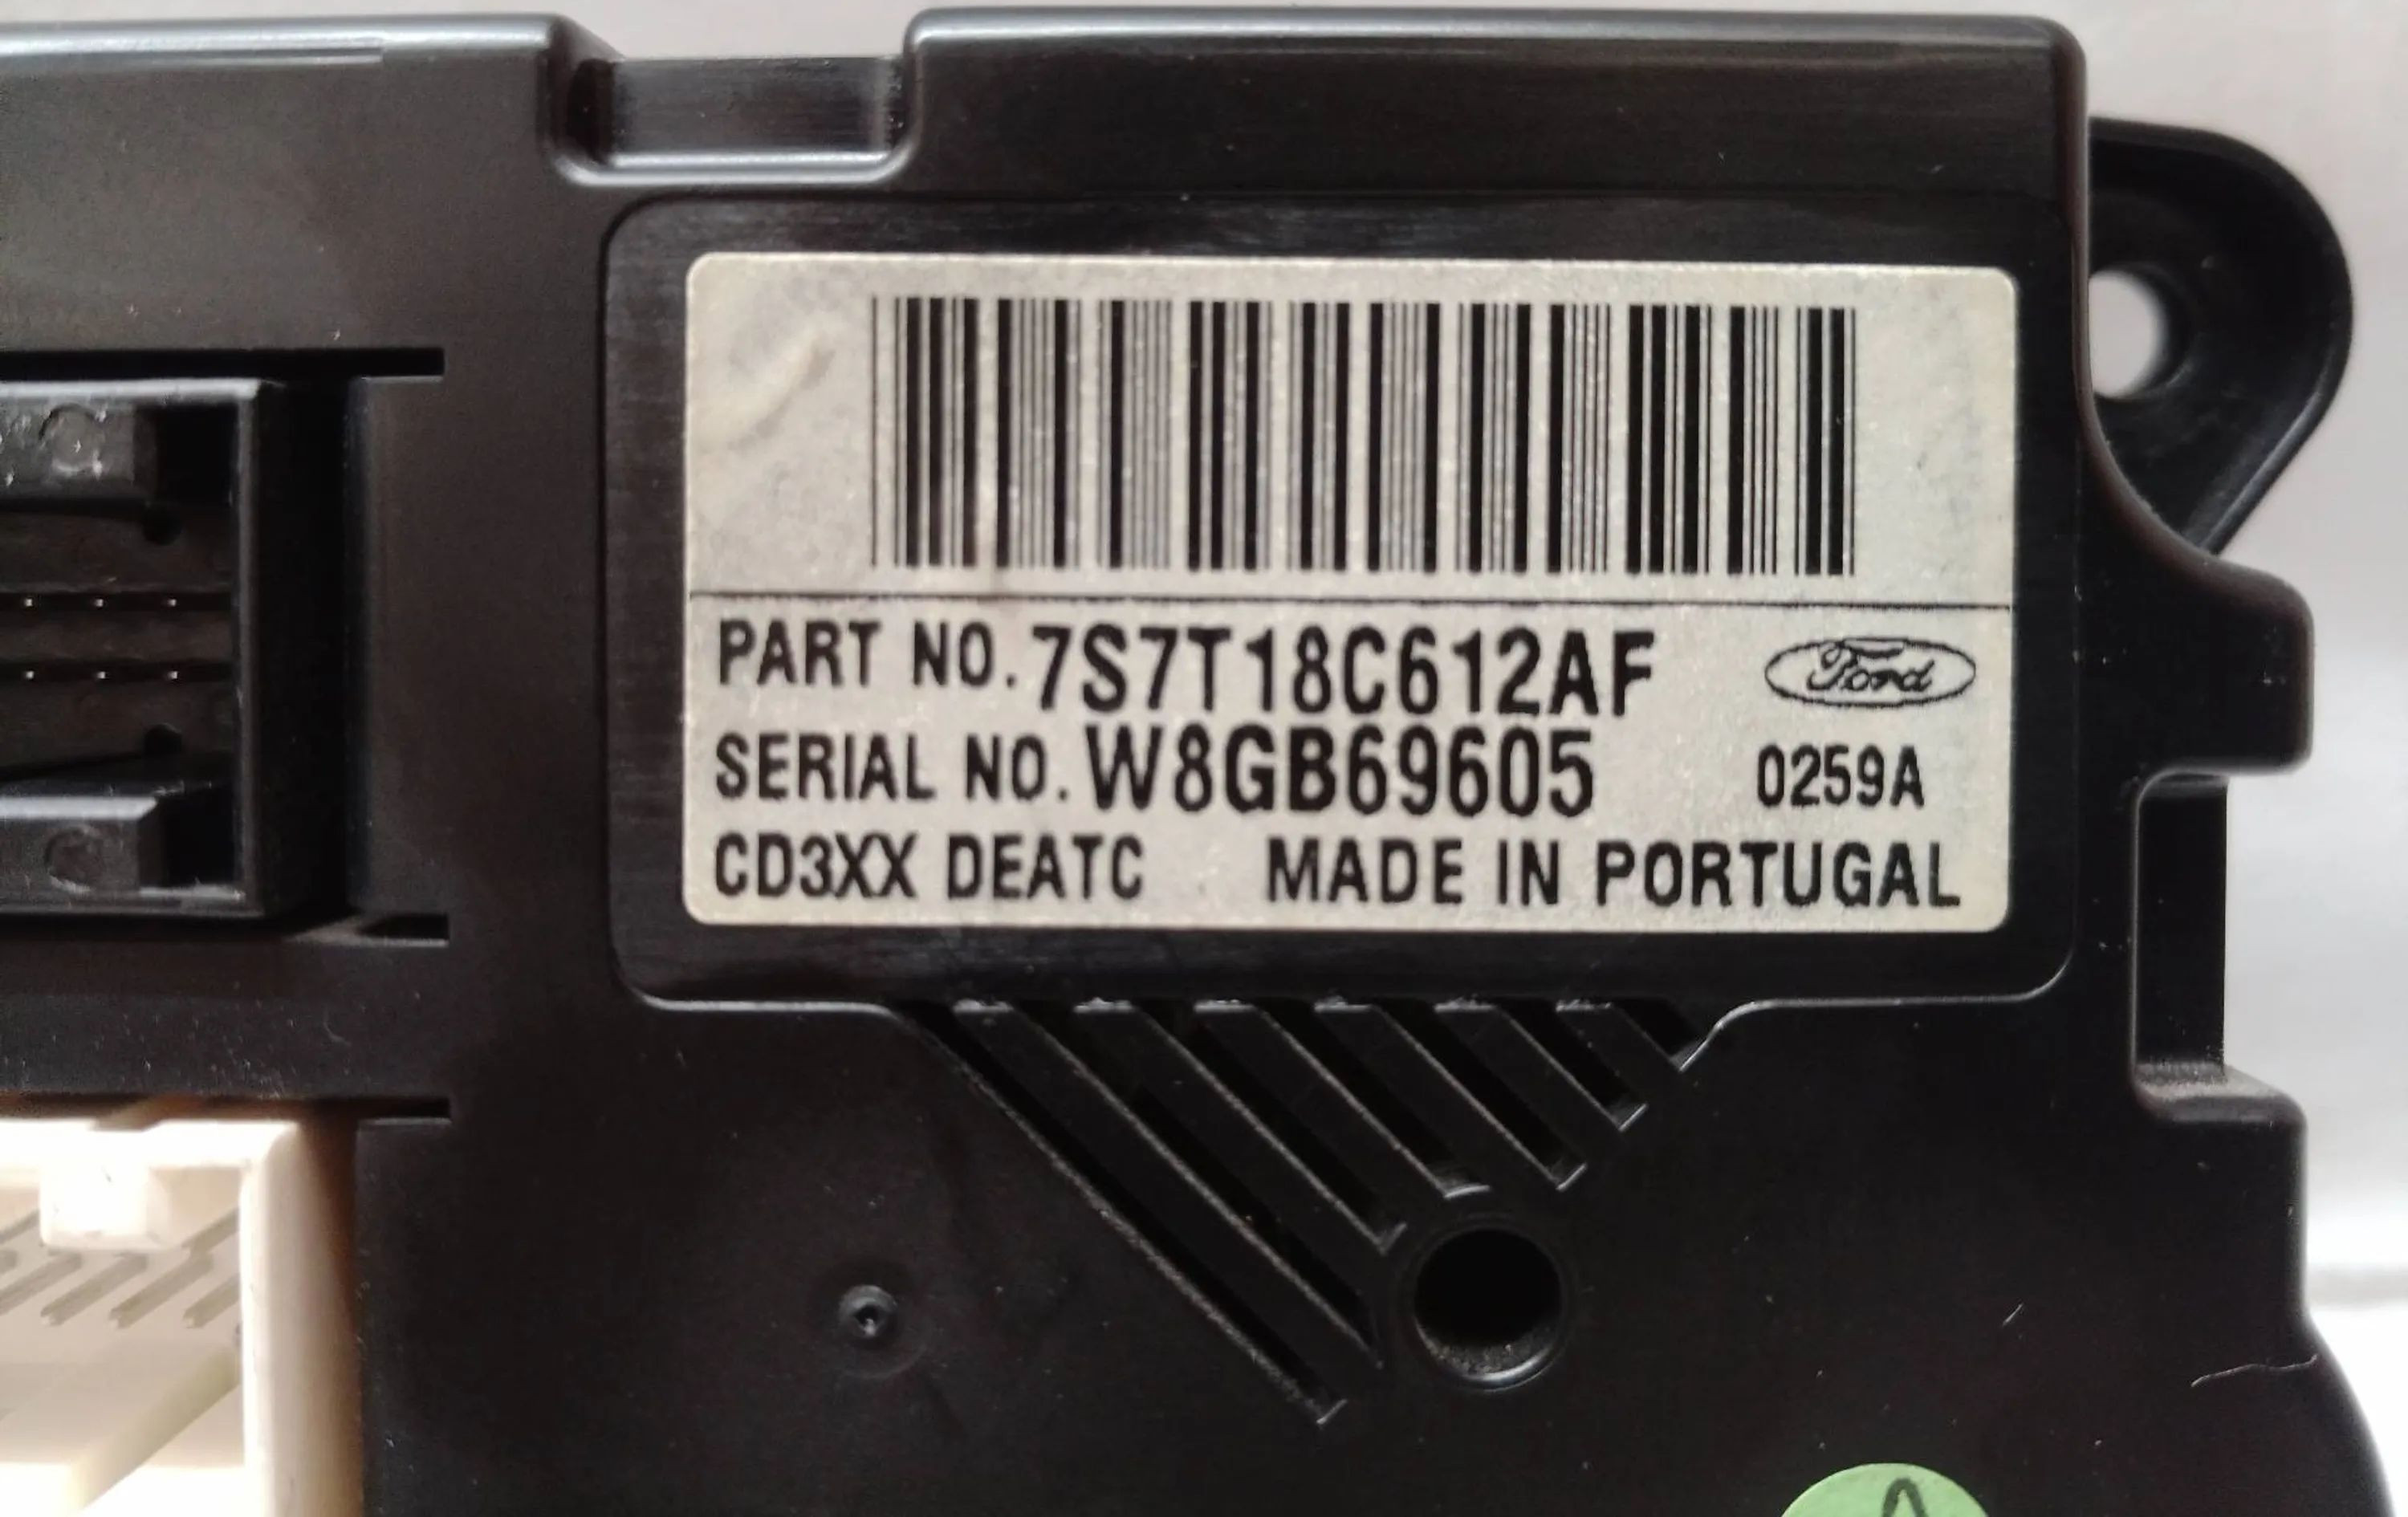 PART NO. 7S7T18C612AF Ford
SERIAL NO. W8GB69605 0259A
CD3XX DEATC MADE IN PORTUGAL